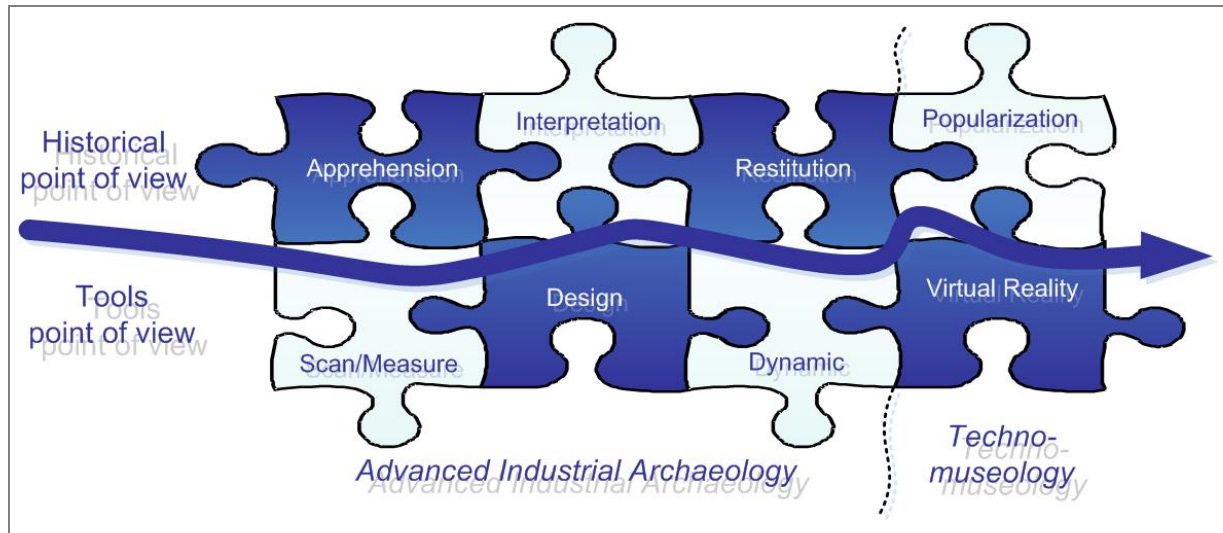 Historical
point of view
Apprehension
Interpretation
Restitution
Popularization
Tools
point of view
Scan/Measure
Design
Dynamic
Virtual Reality
Advanced Industrial Archaeology
Techno-
museology